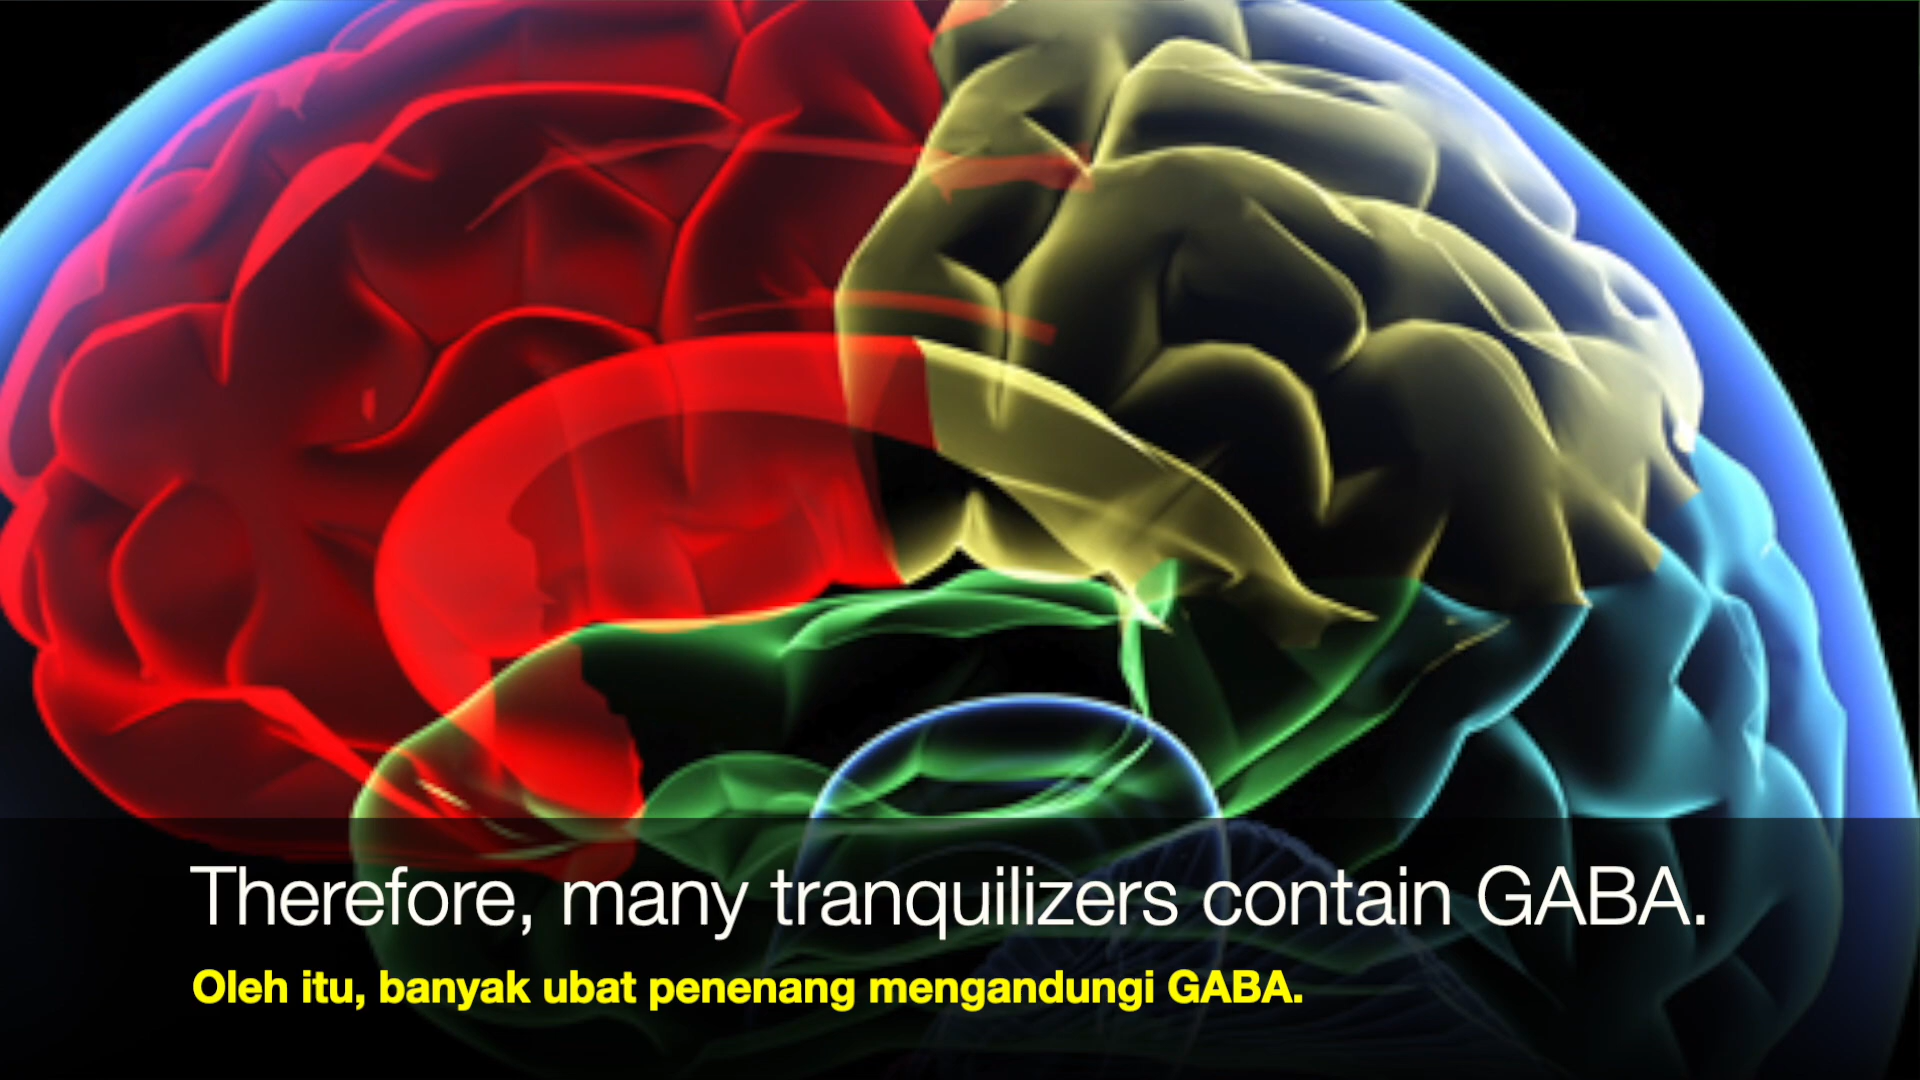 Therefore, many tranquilizers contain GABA.
Oleh itu, banyak ubat penenang mengandungi GABA.